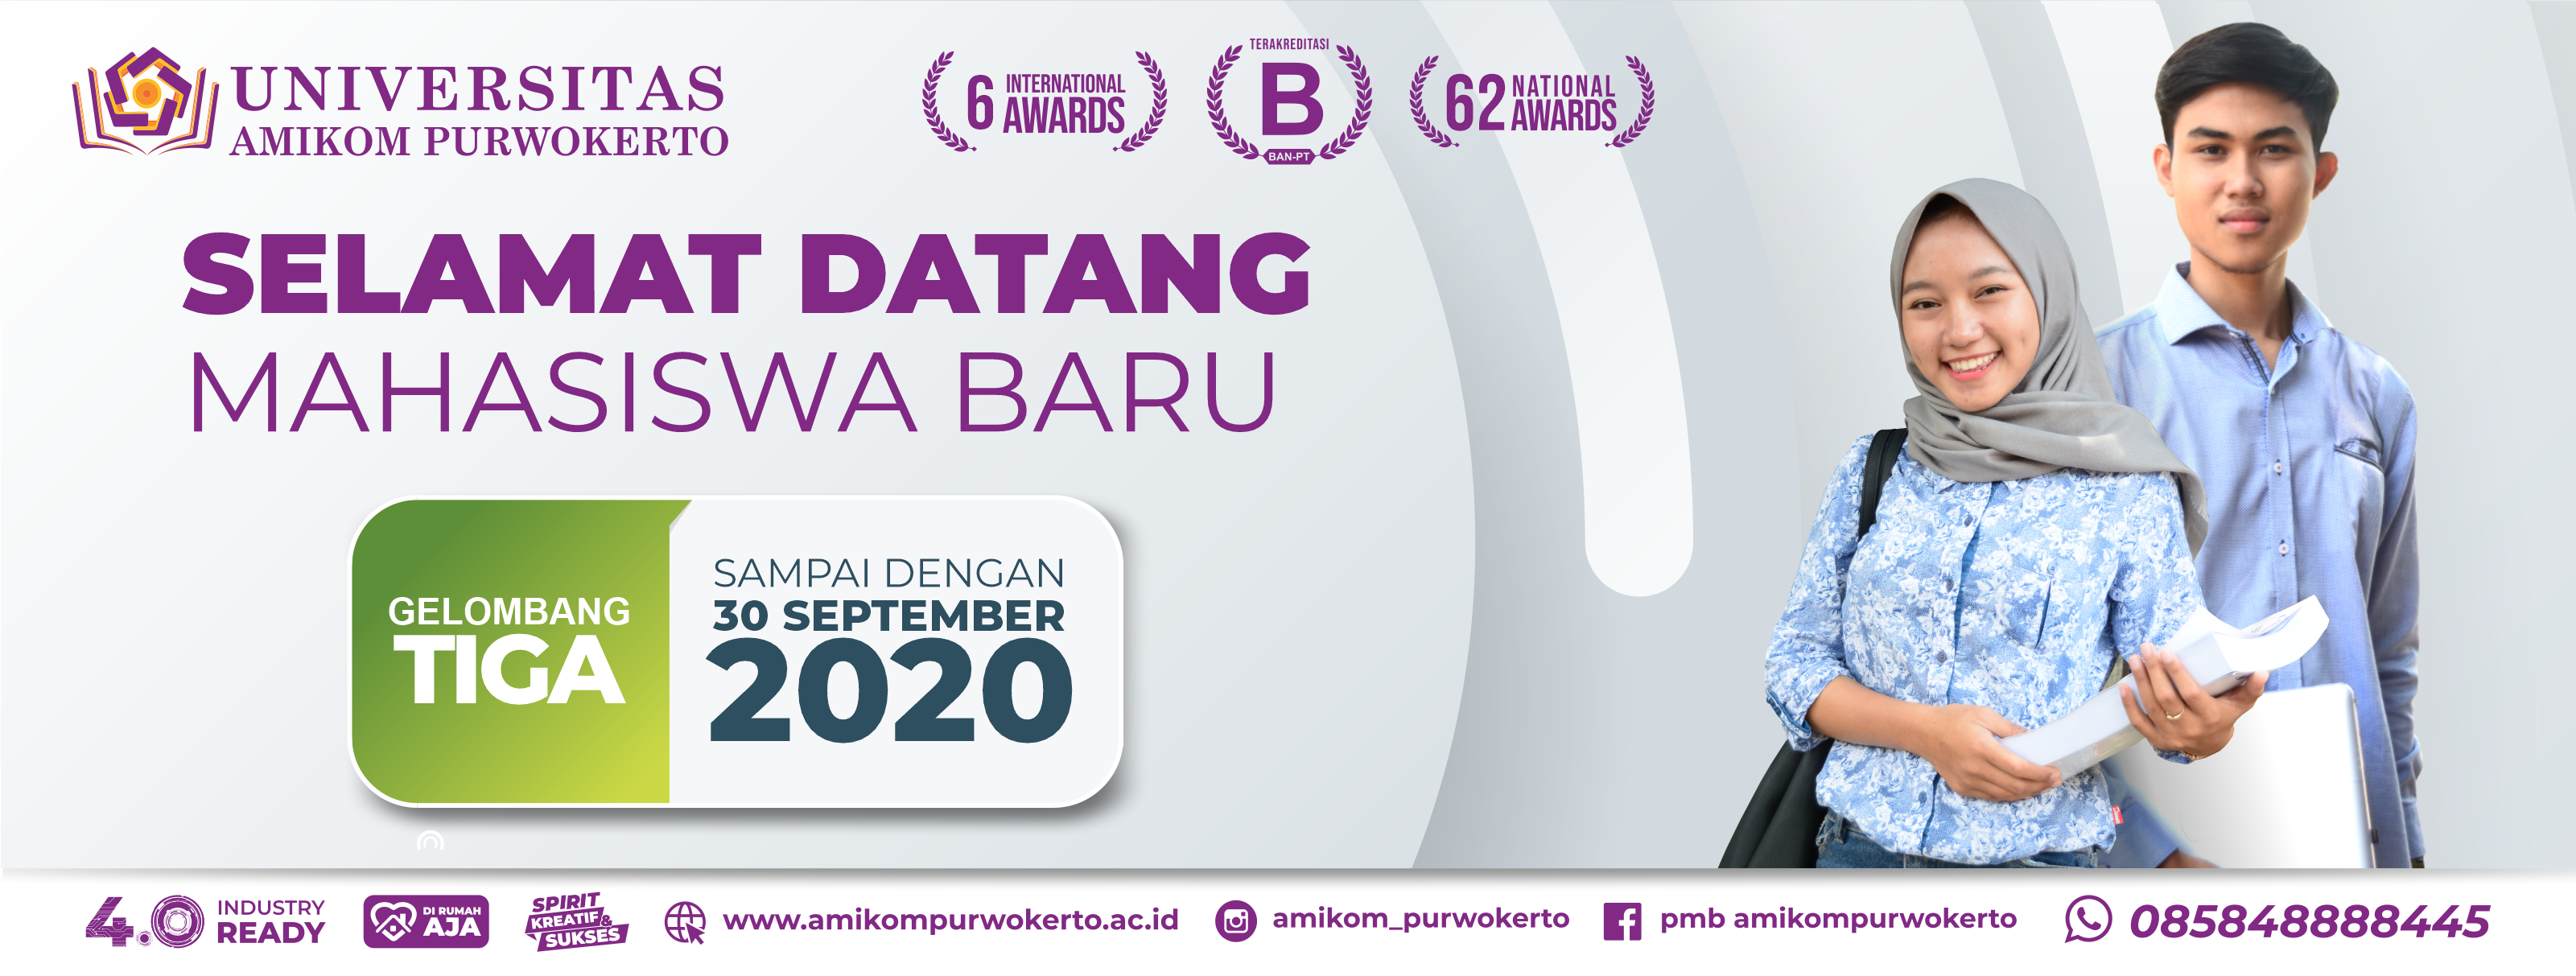 UNIVERSITAS
AMIKOM PURWOKERTO
6 INTERNATIONAL
AWARDS
TERAKREDITASI
B
BAN-PT
62 NATIONAL
AWARDS
SELAMAT DATANG
MAHASISWA BARU
GELOMBANG
TIGA
SAMPAI DENGAN
30 SEPTEMBER
2020
4.0 INDUSTRY
READY
DI RUMAH
AJA
SPIRIT
KREATIF &
SUKSES
www.amikompurwokerto.ac.id
amikom_purwokerto
pmb amikompurwokerto
085848888445